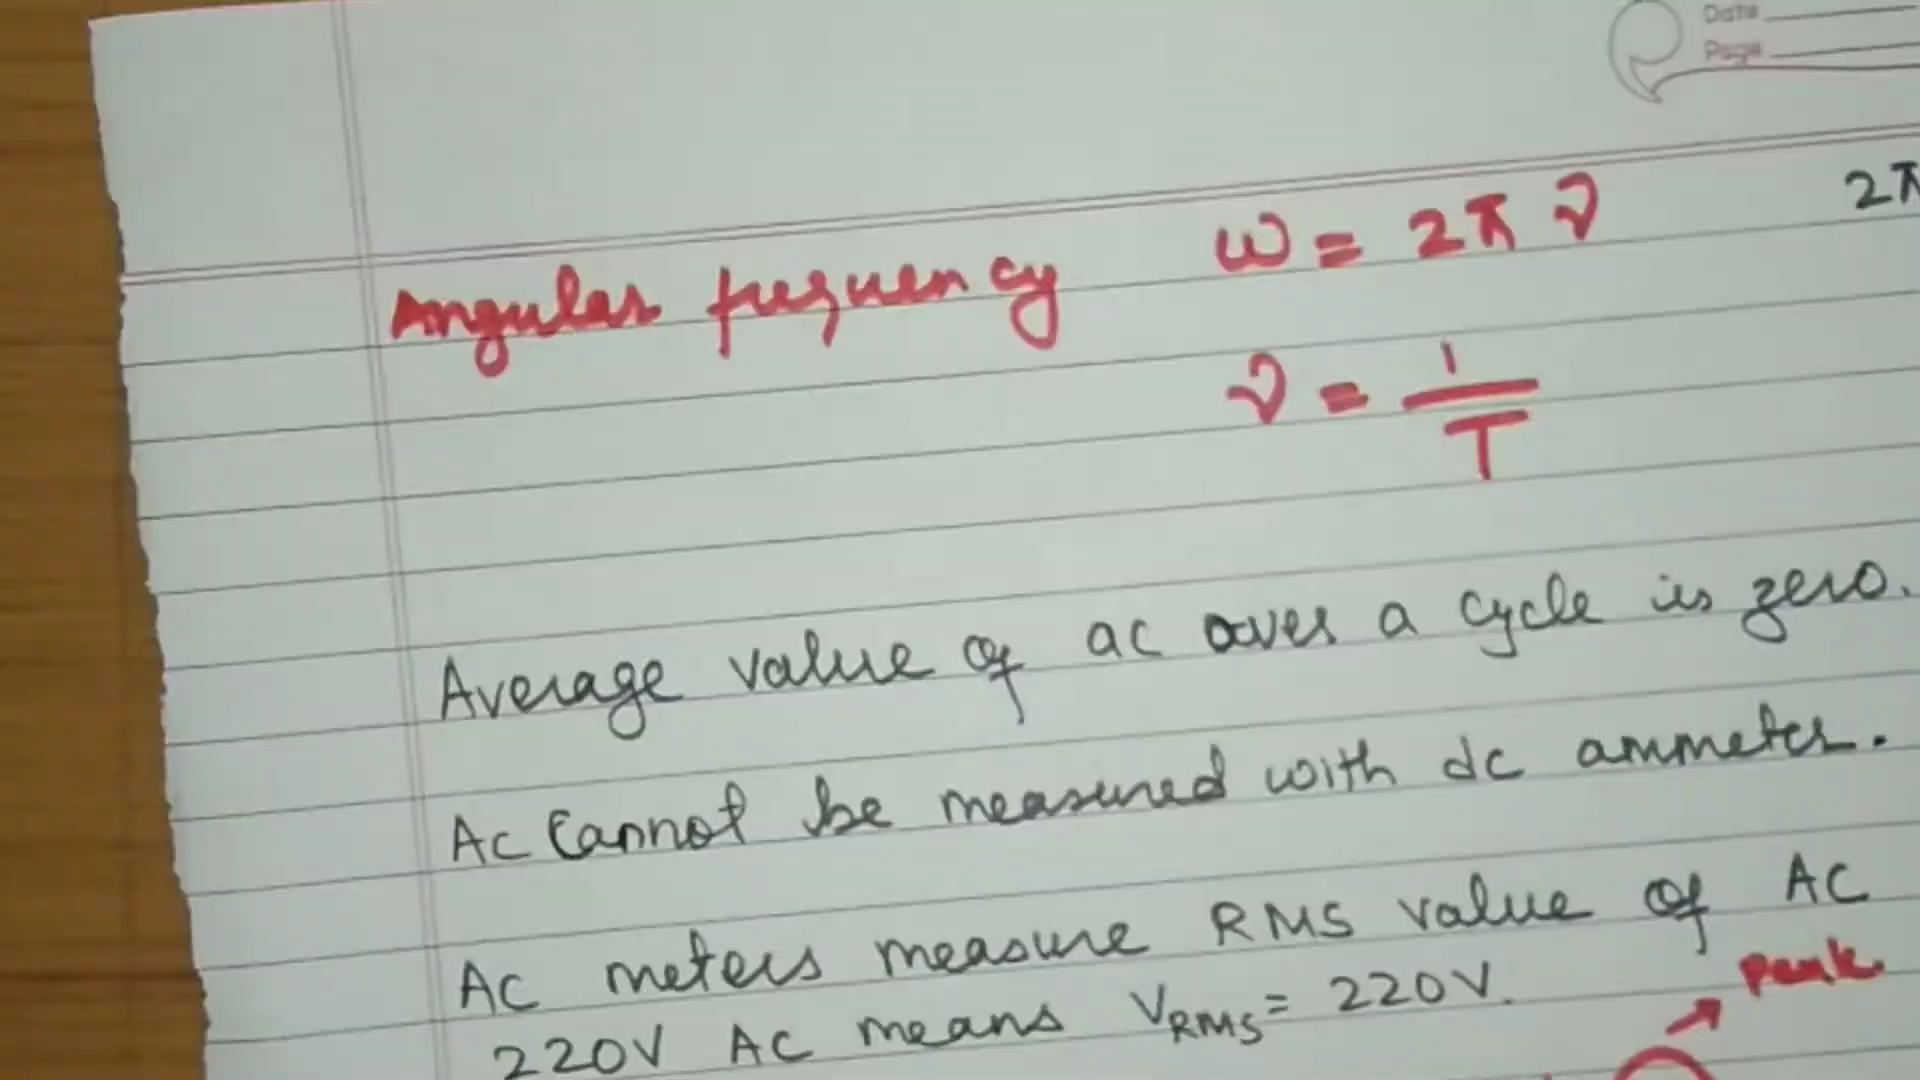 Date
Page
Angular frequency ω = 2π ν 2π
ν = 1/T
Average value of ac over a cycle is zero.
AC Cannot be measured with dc ammeter.
AC meters measure RMS value of AC
220V AC means VRMS = 220V.
Peak